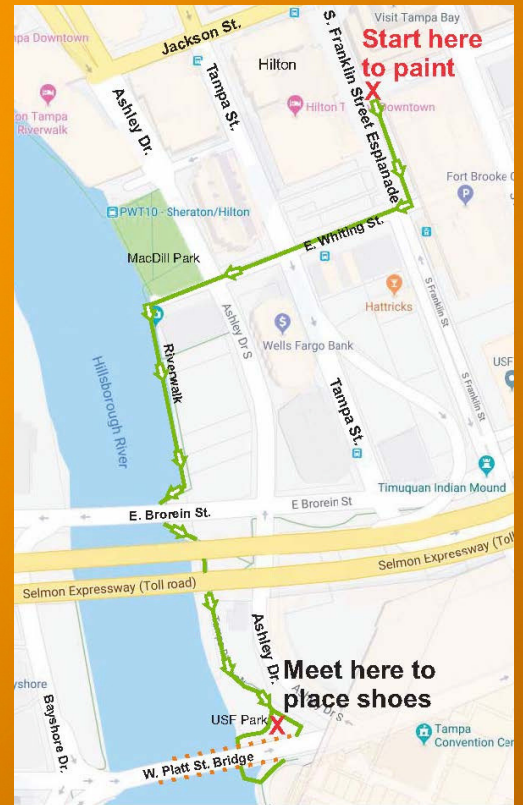 Visit Tampa Bay
Start here
to paint
X
pa Downtown
Jackson St.
Hilton
Tampa St.
Ashley Dr.
S. Franklin Street Esplanade
on Tampa
Riverwalk
Hilton T
Downtown
Fort Brooke
PWT10 - Sheraton/Hilton
E. Whiting St.
MacDill Park
Hattricks
S Franklin St
Ashley Dr S
Wells Fargo Bank
Riverwalk
Hillsborough River
Tampa St.
USF
S Franklin St
Timuquan Indian Mound
E Brorein St
E. Brorein St.
Selmon Expressway (Toll
Selmon Expressway (Toll road)
Ashley Dr.
Meet here to
place shoes
Ashley Dr S
USF Park
X
yshore
Bayshore Dr.
Tampa
Convention Cen
W. Platt St. Bridge